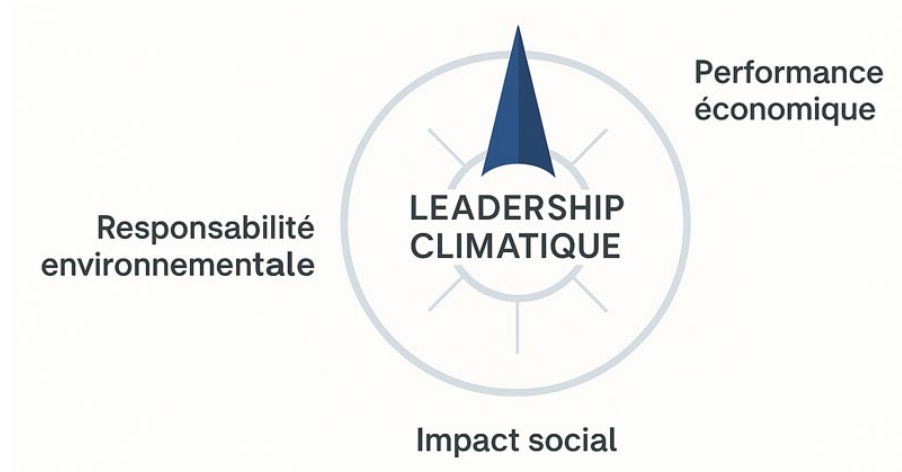 Performance
économique
LEADERSHIP
CLIMATIQUE
Responsabilité
environnementale
Impact social